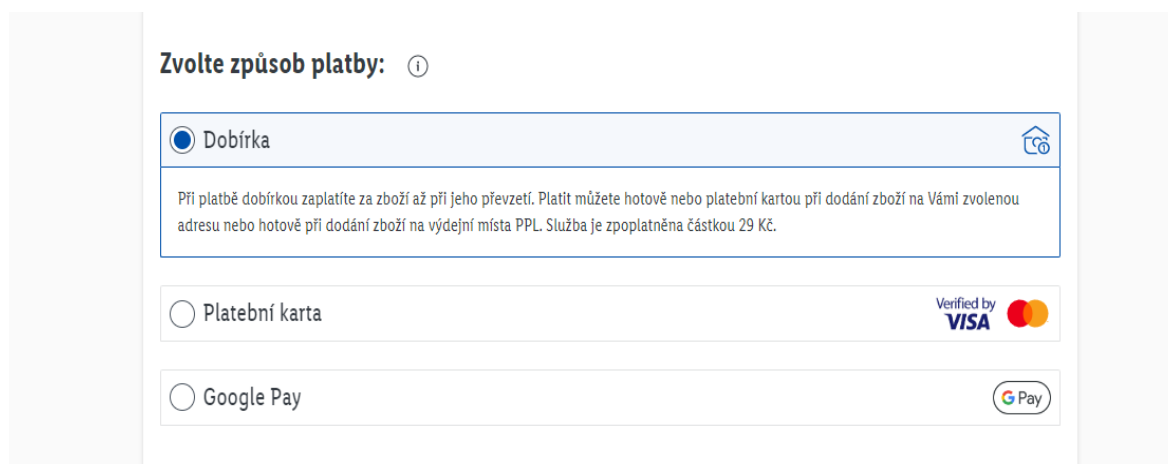 Zvolte způsob platby:
Dobírka
Při platbě dobírkou zaplatíte za zboží až při jeho převzetí. Platit můžete hotově nebo platební kartou při dodání zboží na Vámi zvolenou
adresu nebo hotově při dodání zboží na výdejní místa PPL. Služba je zpoplatněna částkou 29 Kč.
Platební karta
Verified by
VISA
Google Pay
G Pay